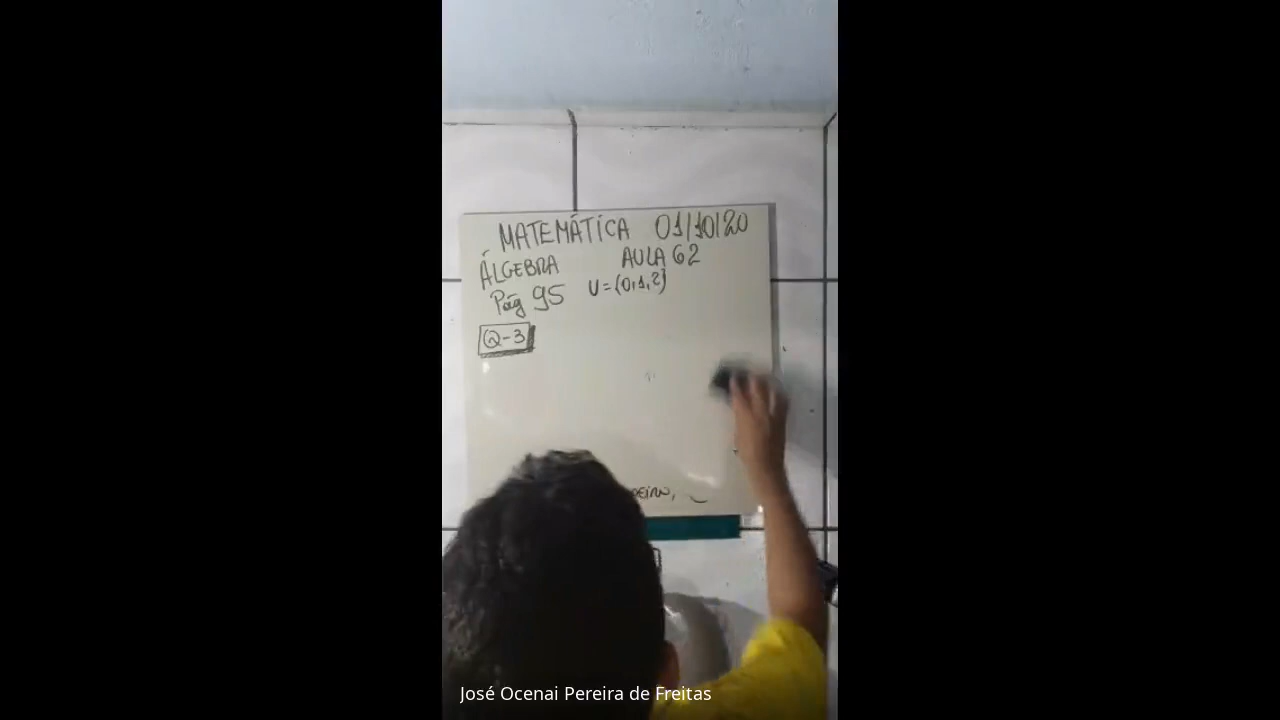 MATEMÁTICA 01/10/20
ÁLGEBRA AULA 62
Pág 95 U={0,1,2}
Q-3
José Ocenai Pereira de Freitas